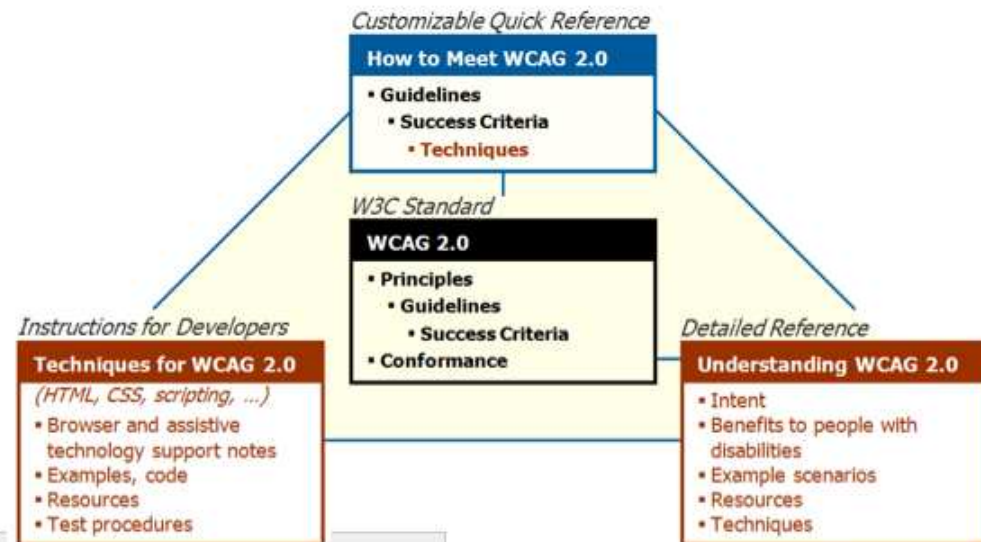 Customizable Quick Reference
How to Meet WCAG 2.0
▪ Guidelines
▪ Success Criteria
▪ Techniques
W3C Standard
WCAG 2.0
▪ Principles
▪ Guidelines
▪ Success Criteria
▪ Conformance
Instructions for Developers
Techniques for WCAG 2.0
(HTML, CSS, scripting, ...)
▪ Browser and assistive
technology support notes
▪ Examples, code
▪ Resources
▪ Test procedures
Detailed Reference
Understanding WCAG 2.0
▪ Intent
▪ Benefits to people with
disabilities
▪ Example scenarios
▪ Resources
▪ Techniques